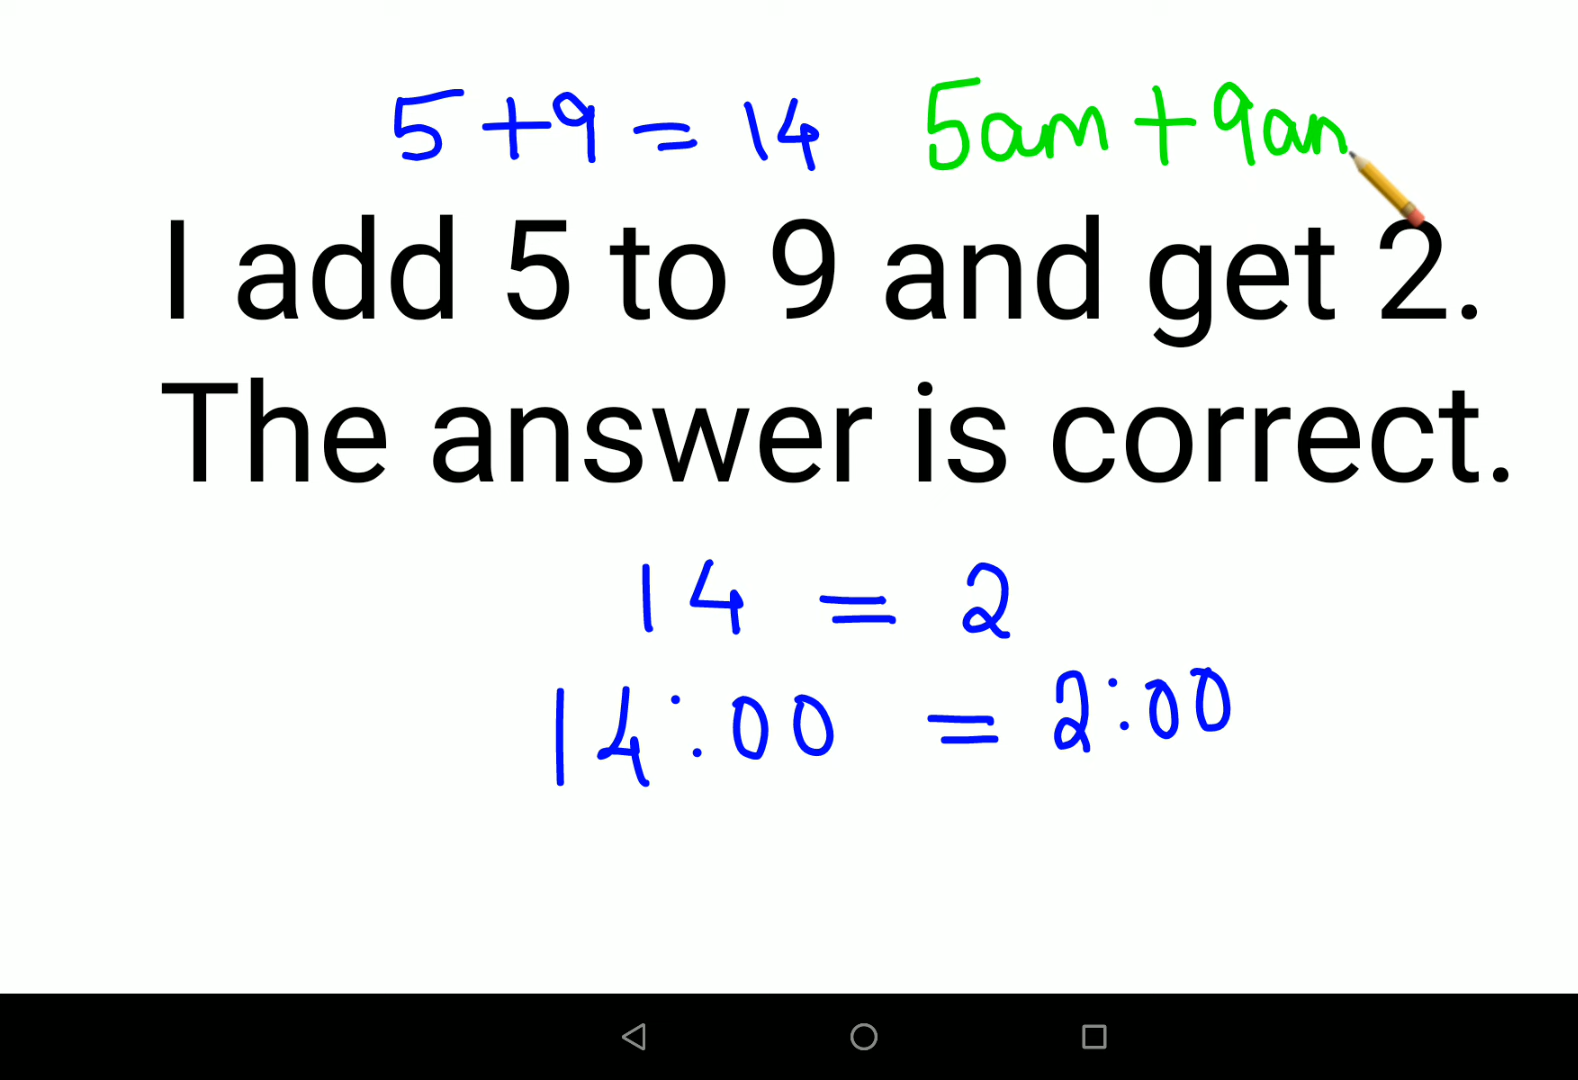 5+9 = 14 5am + 9an
I add 5 to 9 and get 2.
The answer is correct.
14 = 2
14:00 = 2:00